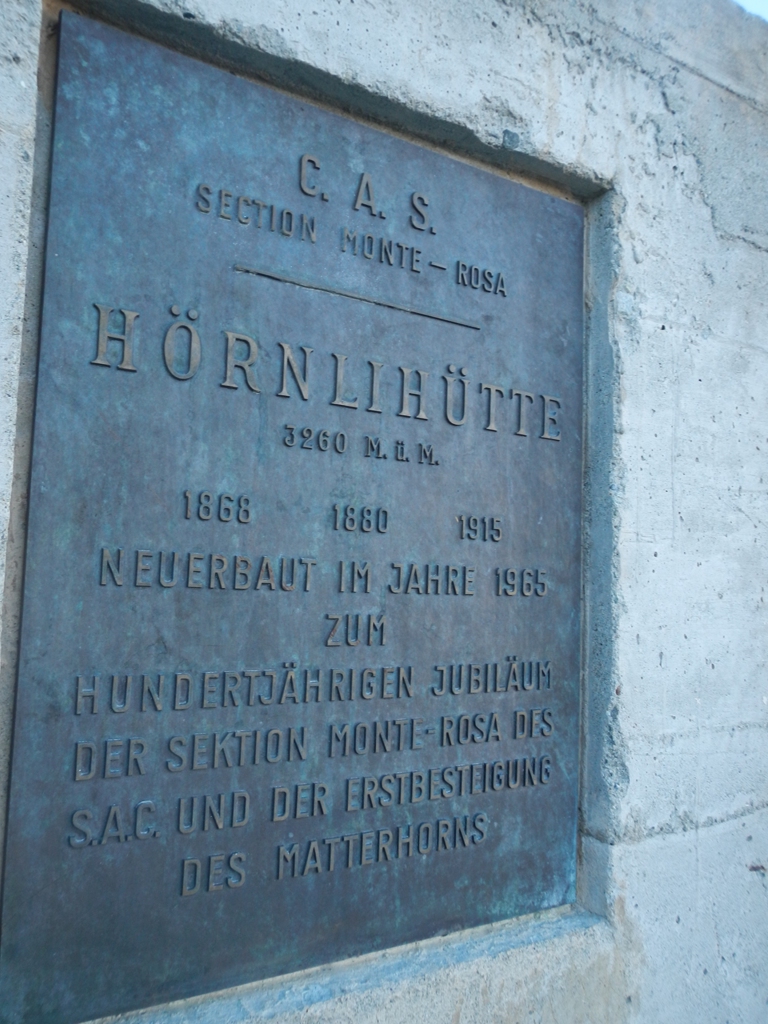 C. A. S.
SECTION MONTE-ROSA
HÖRNLIHÜTTE
3260 M. ü. M.
1868 1880 1915
NEUERBAUT IM JAHRE 1965
ZUM
HUNDERTJÄHRIGEN JUBILÄUM
DER SEKTION MONTE-ROSA DES
S.A.C. UND DER ERSTBESTEIGUNG
DES MATTERHORNS